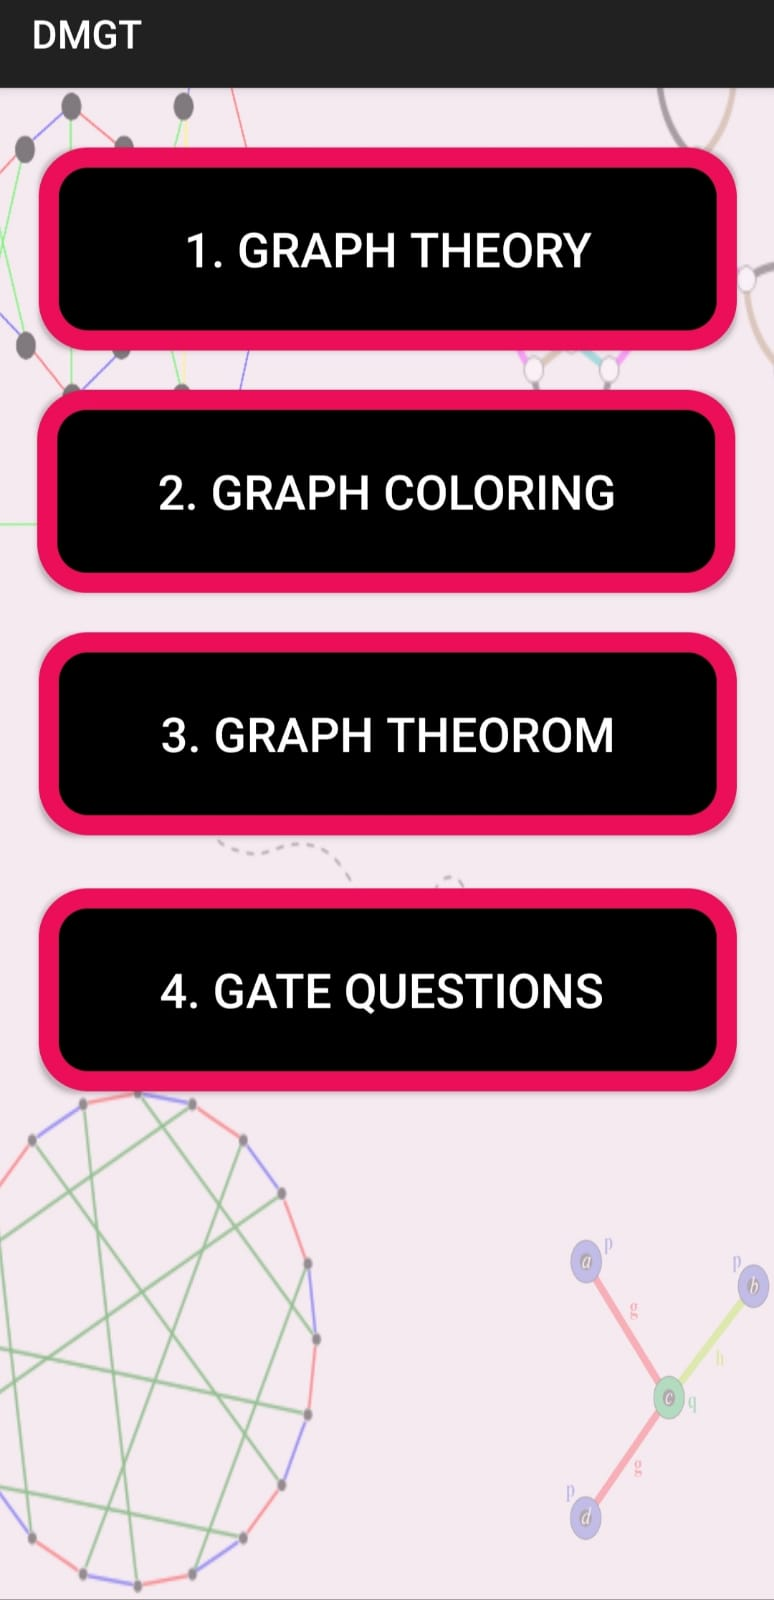 DMGT
1. GRAPH THEORY
2. GRAPH COLORING
3. GRAPH THEOROM
4. GATE QUESTIONS
a p
p b
g
h
c q
g
p
d